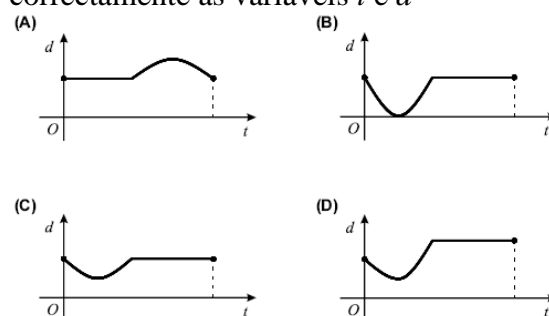 correctamente as variáveis t e d
(A) (B)
d d
O t O t
(C) (D)
d d
O t O t